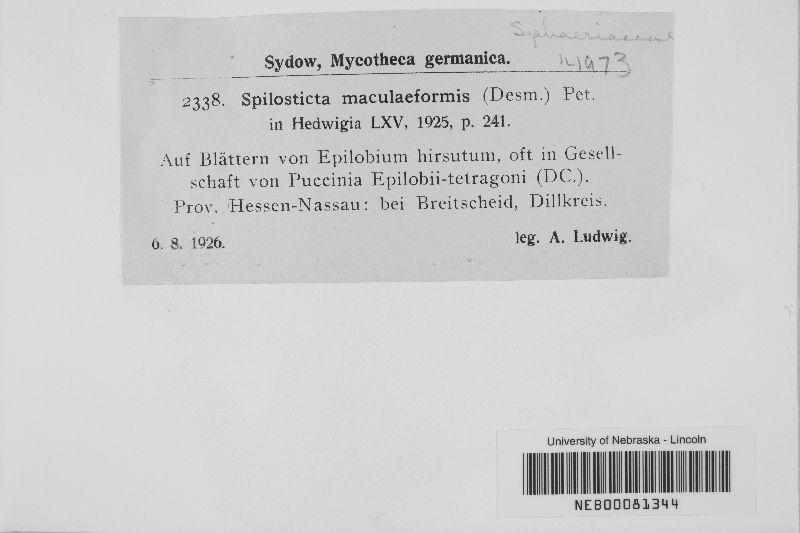 Sphaeriaceae
Sydow, Mycotheca germanica.
2338. Spilosticta maculaeformis (Desm.) Pet.
in Hedwigia LXV, 1925, p. 241.
Auf Blättern von Epilobium hirsutum, oft in Gesell-
schaft von Puccinia Epilobii-tetragoni (DC.).
Prov. Hessen-Nassau: bei Breitscheid, Dillkreis.
6. 8. 1926. leg. A. Ludwig.
University of Nebraska - Lincoln
NEB00081344